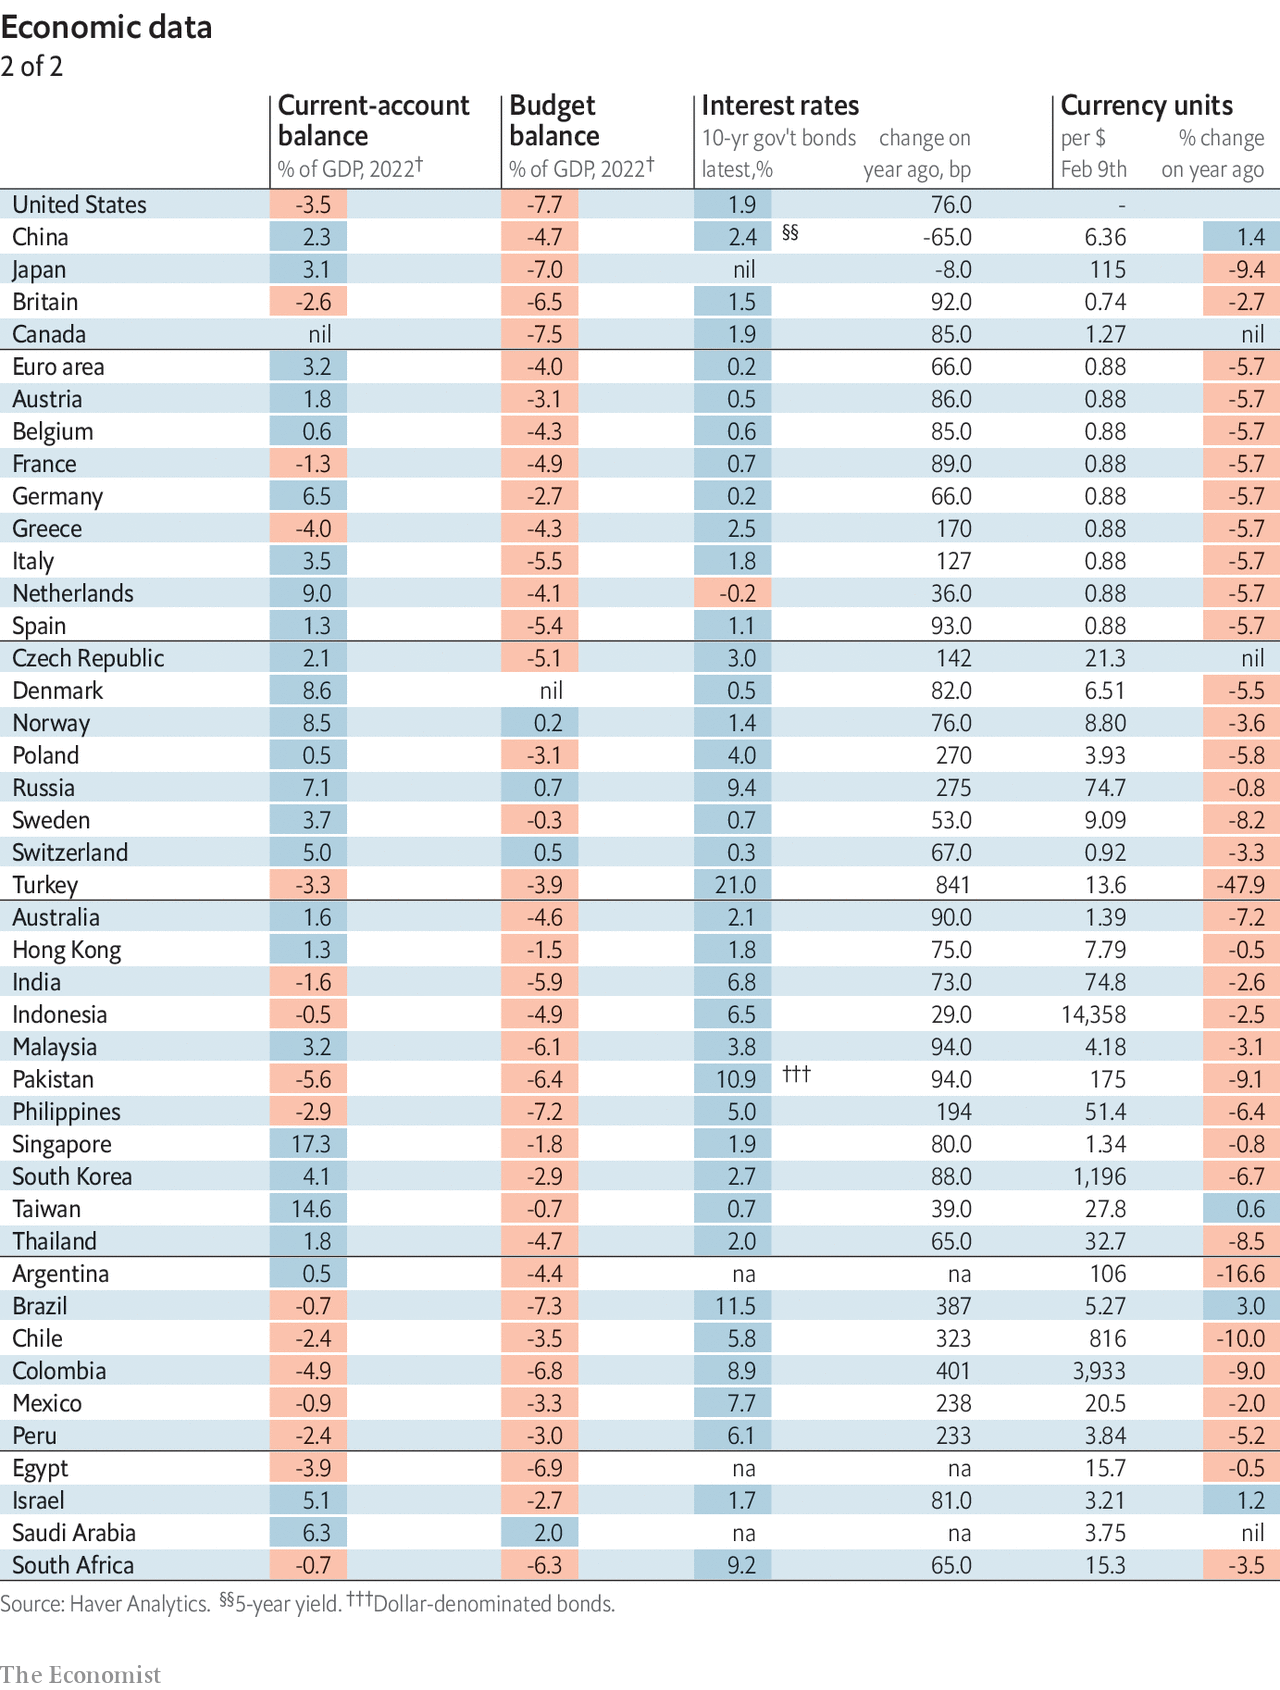 Economic data
2 of 2
Current-account balance Budget balance Interest rates Currency units
% of GDP, 2022† % of GDP, 2022† 10-yr gov't bonds latest,% change on year ago, bp per $ Feb 9th % change on year ago
United States -3.5 -7.7 1.9 76.0 -
China 2.3 -4.7 2.4 §§ -65.0 6.36 1.4
Japan 3.1 -7.0 nil -8.0 115 -9.4
Britain -2.6 -6.5 1.5 92.0 0.74 -2.7
Canada nil -7.5 1.9 85.0 1.27 nil
Euro area 3.2 -4.0 0.2 66.0 0.88 -5.7
Austria 1.8 -3.1 0.5 86.0 0.88 -5.7
Belgium 0.6 -4.3 0.6 85.0 0.88 -5.7
France -1.3 -4.9 0.7 89.0 0.88 -5.7
Germany 6.5 -2.7 0.2 66.0 0.88 -5.7
Greece -4.0 -4.3 2.5 170 0.88 -5.7
Italy 3.5 -5.5 1.8 127 0.88 -5.7
Netherlands 9.0 -4.1 -0.2 36.0 0.88 -5.7
Spain 1.3 -5.4 1.1 93.0 0.88 -5.7
Czech Republic 2.1 -5.1 3.0 142 21.3 nil
Denmark 8.6 nil 0.5 82.0 6.51 -5.5
Norway 8.5 0.2 1.4 76.0 8.80 -3.6
Poland 0.5 -3.1 4.0 270 3.93 -5.8
Russia 7.1 0.7 9.4 275 74.7 -0.8
Sweden 3.7 -0.3 0.7 53.0 9.09 -8.2
Switzerland 5.0 0.5 0.3 67.0 0.92 -3.3
Turkey -3.3 -3.9 21.0 841 13.6 -47.9
Australia 1.6 -4.6 2.1 90.0 1.39 -7.2
Hong Kong 1.3 -1.5 1.8 75.0 7.79 -0.5
India -1.6 -5.9 6.8 73.0 74.8 -2.6
Indonesia -0.5 -4.9 6.5 29.0 14,358 -2.5
Malaysia 3.2 -6.1 3.8 94.0 4.18 -3.1
Pakistan -5.6 -6.4 10.9 ††† 94.0 175 -9.1
Philippines -2.9 -7.2 5.0 194 51.4 -6.4
Singapore 17.3 -1.8 1.9 80.0 1.34 -0.8
South Korea 4.1 -2.9 2.7 88.0 1,196 -6.7
Taiwan 14.6 -0.7 0.7 39.0 27.8 0.6
Thailand 1.8 -4.7 2.0 65.0 32.7 -8.5
Argentina 0.5 -4.4 na na 106 -16.6
Brazil -0.7 -7.3 11.5 387 5.27 3.0
Chile -2.4 -3.5 5.8 323 816 -10.0
Colombia -4.9 -6.8 8.9 401 3,933 -9.0
Mexico -0.9 -3.3 7.7 238 20.5 -2.0
Peru -2.4 -3.0 6.1 233 3.84 -5.2
Egypt -3.9 -6.9 na na 15.7 -0.5
Israel 5.1 -2.7 1.7 81.0 3.21 1.2
Saudi Arabia 6.3 2.0 na na 3.75 nil
South Africa -0.7 -6.3 9.2 65.0 15.3 -3.5
Source: Haver Analytics. §§5-year yield. †††Dollar-denominated bonds.
The Economist